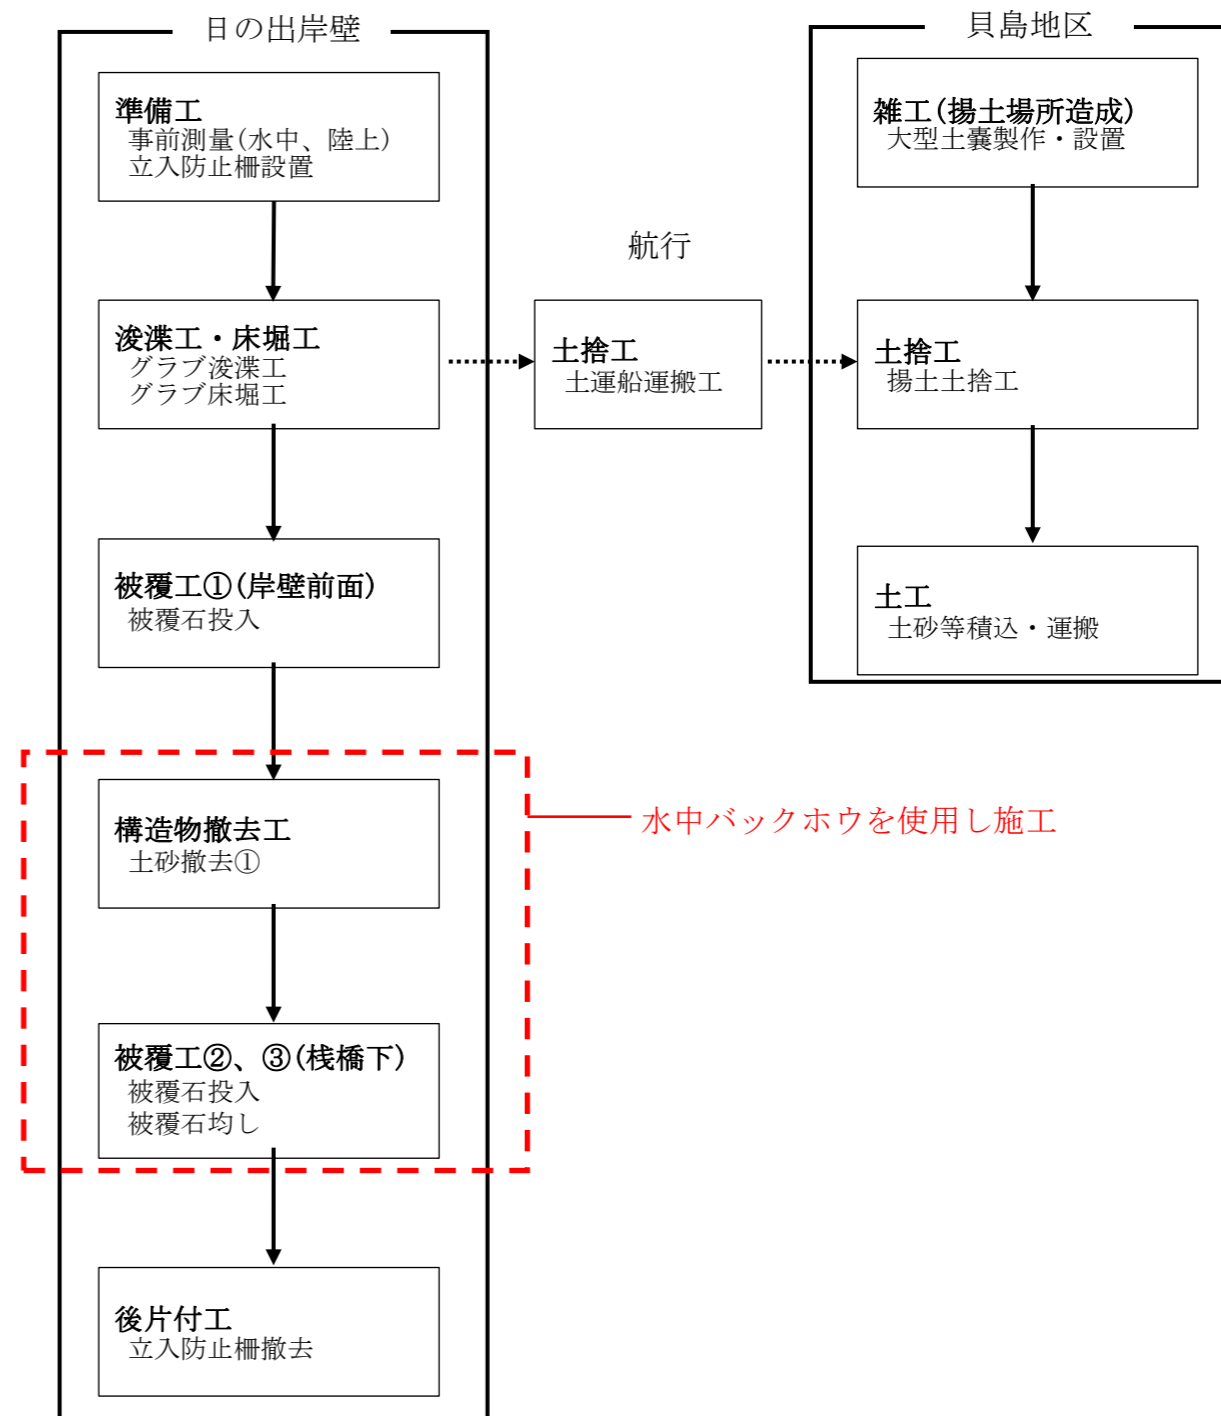 日の出岸壁
準備工
事前測量(水中、陸上)
立入防止柵設置
浚渫工・床堀工
グラブ浚渫工
グラブ床堀工
被覆工①(岸壁前面)
被覆石投入
構造物撤去工
土砂撤去①
被覆工②、③(桟橋下)
被覆石投入
被覆石均し
後片付工
立入防止柵撤去
航行
土捨工
土運船運搬工
貝島地区
雑工(揚土場所造成)
大型土嚢製作・設置
土捨工
揚土土捨工
土工
土砂等積込・運搬
水中バックホウを使用し施工